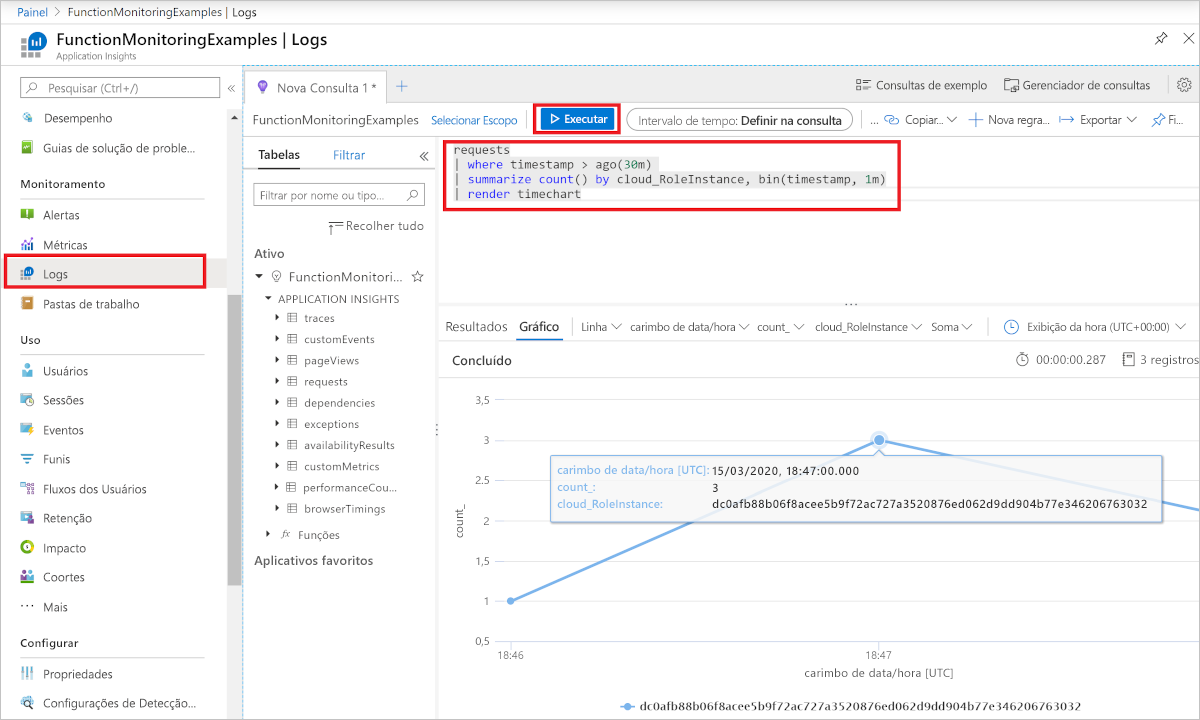 Painel > FunctionMonitoringExamples | Logs
FunctionMonitoringExamples | Logs
Application Insights
Pesquisar (Ctrl+/)
«
Desempenho
Guias de solução de proble...
Monitoramento
Alertas
Métricas
Logs
Pastas de trabalho
Uso
Usuários
Sessões
Eventos
Funis
Fluxos dos Usuários
Retenção
Impacto
Coortes
Mais
Configurar
Propriedades
Configurações de Detecção...
Nova Consulta 1 *
Consultas de exemplo
Gerenciador de consultas
FunctionMonitoringExamples
Selecionar Escopo
Executar
Intervalo de tempo: Definir na consulta
...
Copiar...
Nova regra...
Exportar
Fi...
Tabelas
Filtrar
«
Filtrar por nome ou tipo...
Recolher tudo
Ativo
FunctionMonitori...
APPLICATION INSIGHTS
traces
customEvents
pageViews
requests
dependencies
exceptions
availabilityResults
customMetrics
performanceCou...
browserTimings
fx Funções
Aplicativos favoritos
requests
| where timestamp > ago(30m)
| summarize count() by cloud_RoleInstance, bin(timestamp, 1m)
| render timechart
...
Resultados
Gráfico
Linha
carimbo de data/hora
count_
cloud_RoleInstance
Soma
Exibição da hora (UTC+00:00)
Concluído
00:00:00.287
3 registros
3,5
3
2.5
2
1,5
1
0,5
count_
carimbo de data/hora [UTC]: 15/03/2020, 18:47:00.000
count_: 3
cloud_RoleInstance: dc0afb88b06f8acee5b9f72ac727a3520876ed062d9dd904b77e346206763032
18:46
18:47
carimbo de data/hora [UTC]
dc0afb88b06f8acee5b9f72ac727a3520876ed062d9dd904b77e346206763032